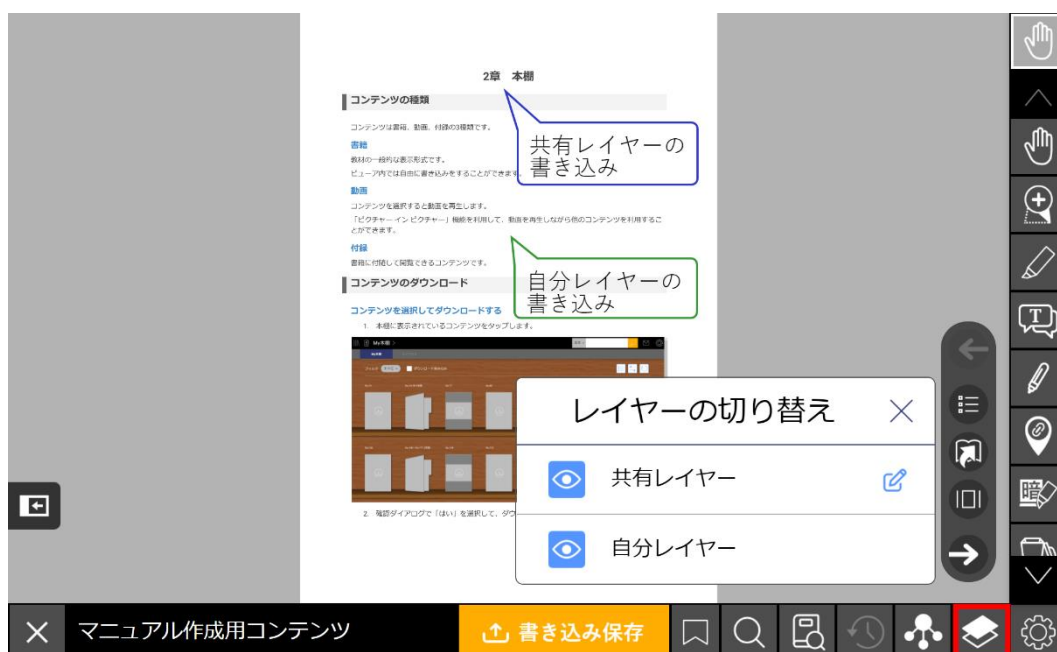 2章 本棚
コンテンツの種類
コンテンツは書籍、動画、付録の3種類です。
書籍
教材の一般的な表示形式です。
ビューア内では自由に書き込みをすることができます
動画
コンテンツを選択すると動画を再生します。
「ピクチャー・イン・ピクチャー」機能を利用して、動画を再生しながら他のコンテンツを利用するこ
とができます。
付録
書籍に付随して閲覧できるコンテンツです。
コンテンツのダウンロード
コンテンツを選択してダウンロードする
1. 本棚に表示されているコンテンツをタップします。
共有レイヤーの
書き込み
自分レイヤーの
書き込み
My本棚
2. 確認ダイアログで「はい」を選択して、ダウ
レイヤーの切り替え
共有レイヤー
自分レイヤー
T
暗
マニュアル作成用コンテンツ
書き込み保存